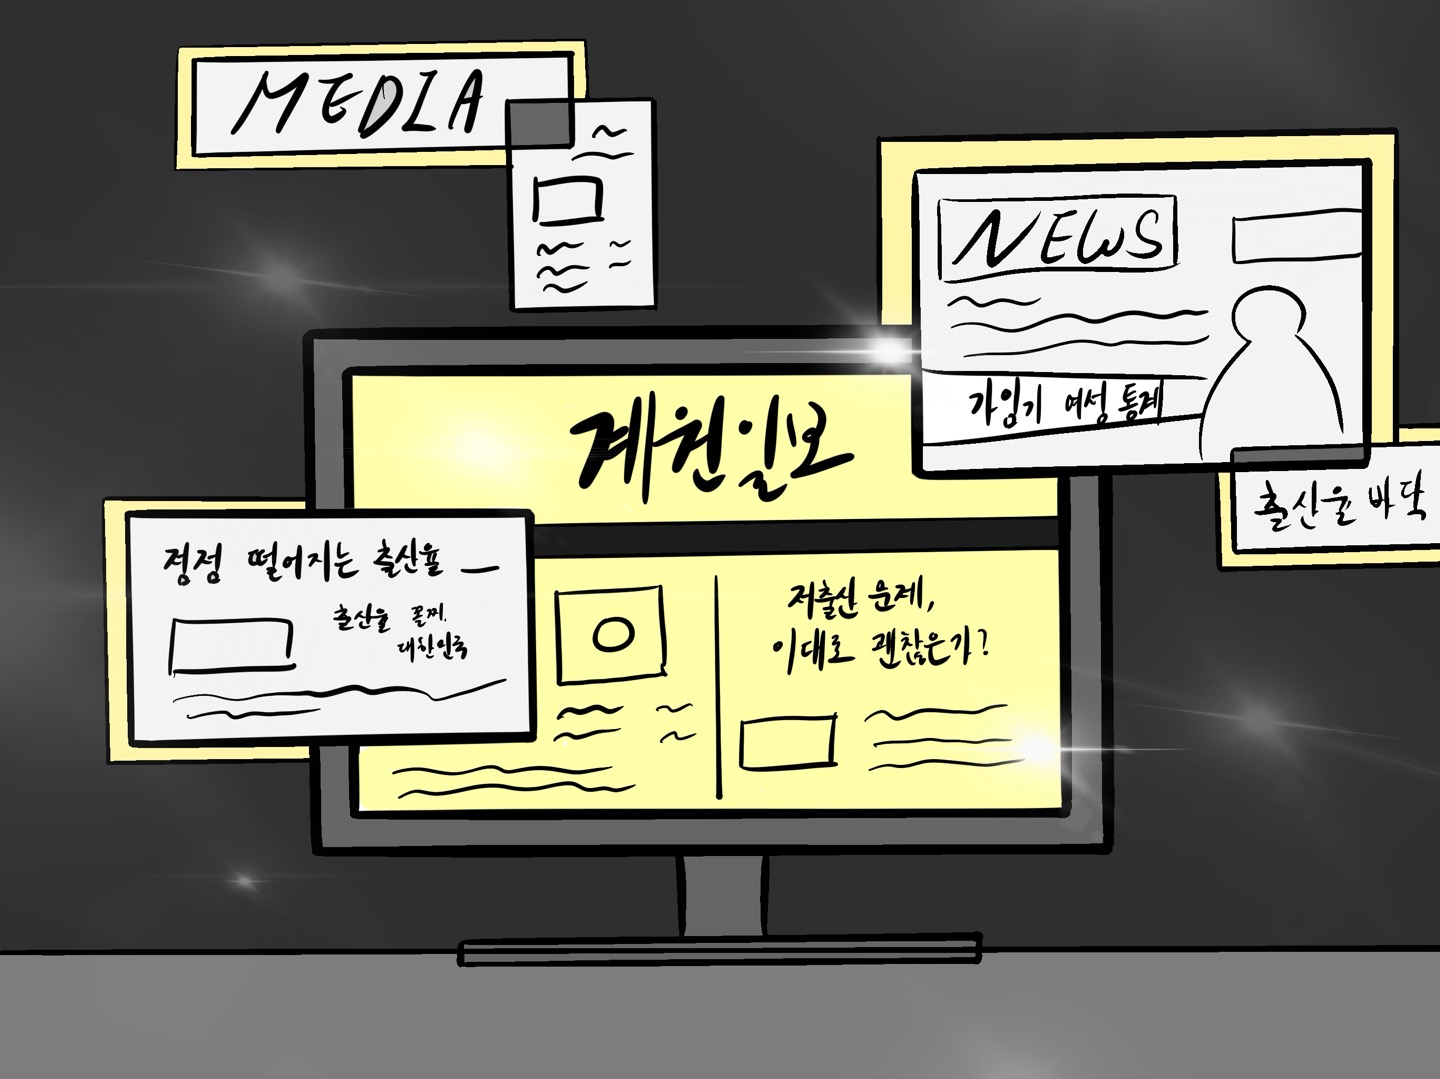 MEDIA
NEWS
가임기 여성 통계
계원일보
출산율 바닥
정정 떨어지는 출산율
출산율 꼴찌,
대한민국
저출산 문제,
이대로 괜찮은가?